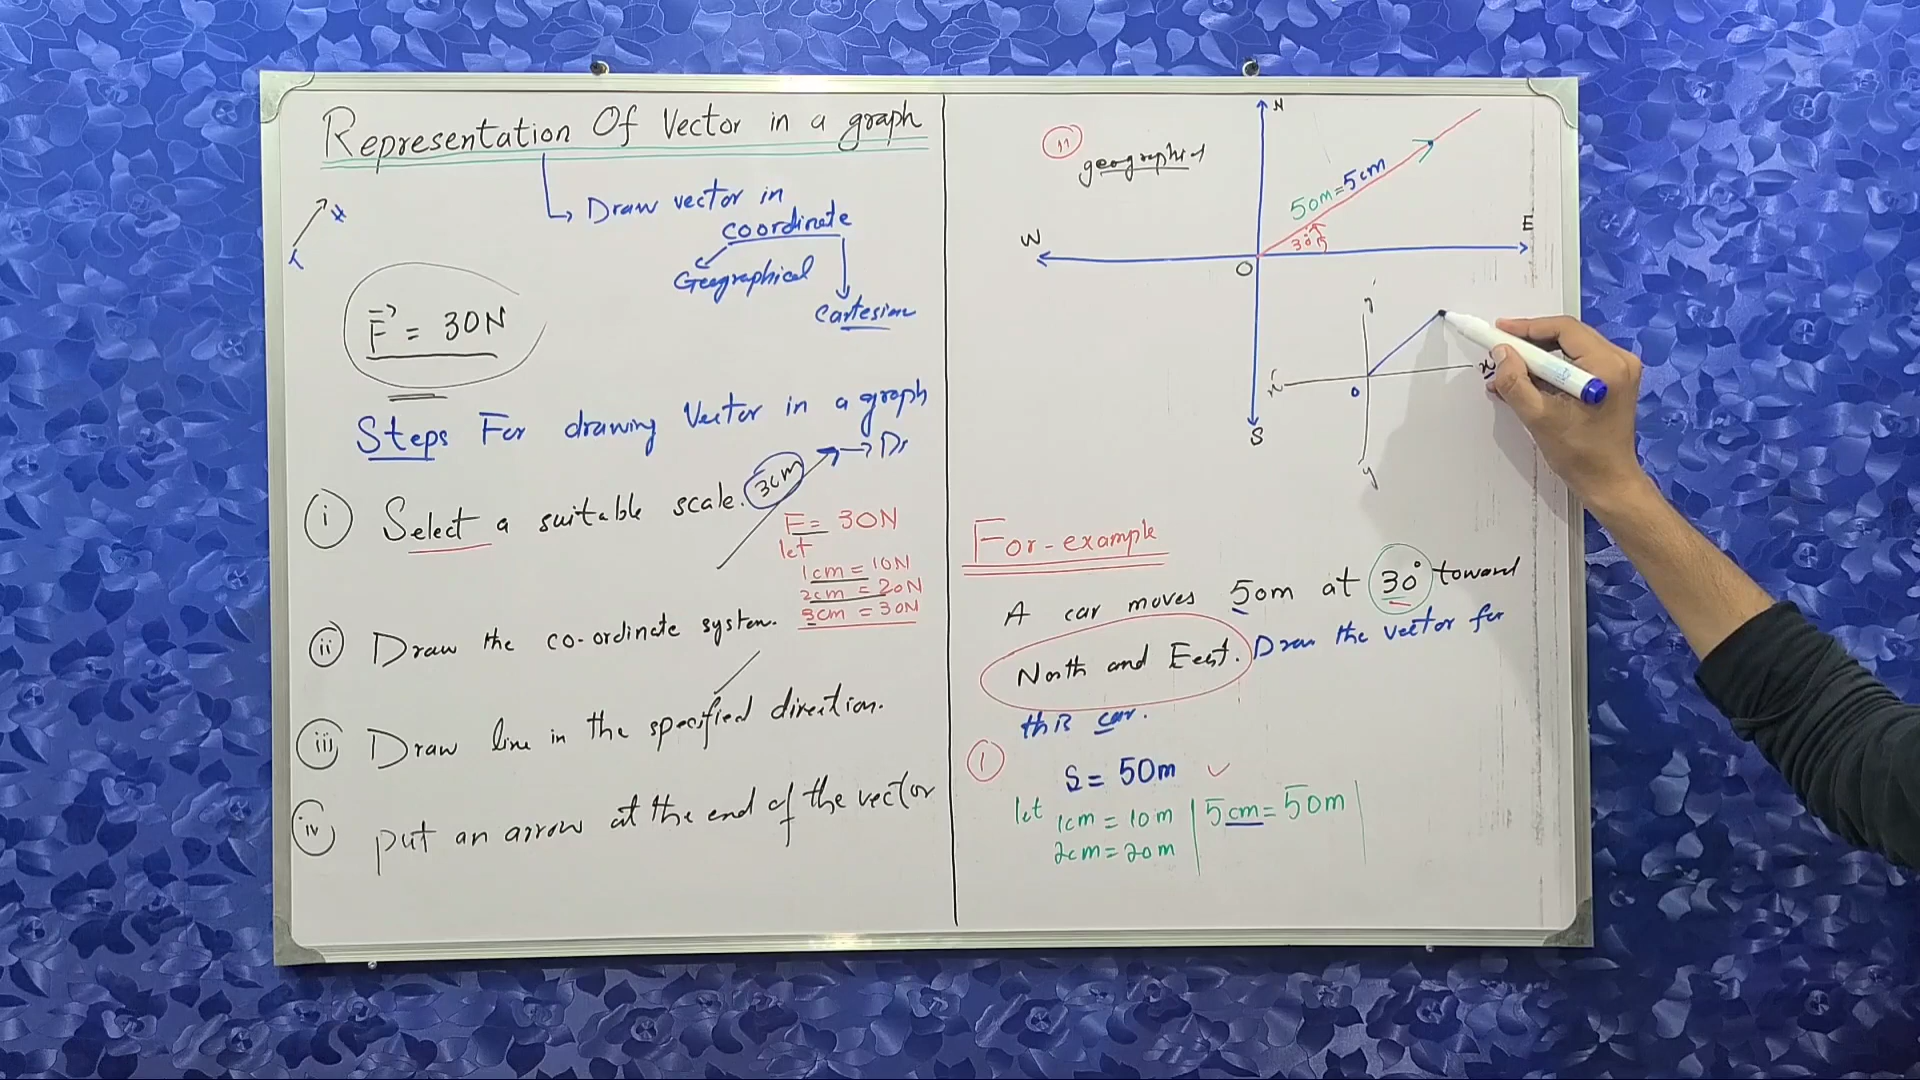 Representation Of Vector in a graph
Draw vector in
coordinate
Geographical
Cartesian
F = 30N
Steps For drawing Vector in a graph
3cm
i Select a suitable scale.
F = 30N
let
1cm = 10N
2cm = 20N
3cm = 30N
ii Draw the co-ordinate system.
iii Draw line in the specified direction.
iv put an arrow at the end of the vector
N
50m = 5cm
30°
W
E
O
S
x
o
y
For-example
A car moves 50m at 30° toward
North and East. Draw the vector for
this car.
1
S = 50m
let 1cm = 10m
2cm = 20m
5cm = 50m